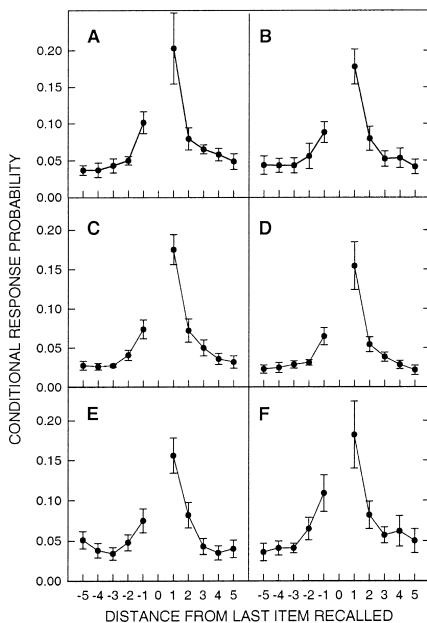 A B
0.20
0.15
0.10
0.05
0.00
C D
0.20
0.15
0.10
0.05
0.00
E F
0.20
0.15
0.10
0.05
0.00
CONDITIONAL RESPONSE PROBABILITY
-5 -4 -3 -2 -1 0 1 2 3 4 5 -5 -4 -3 -2 -1 0 1 2 3 4 5
DISTANCE FROM LAST ITEM RECALLED